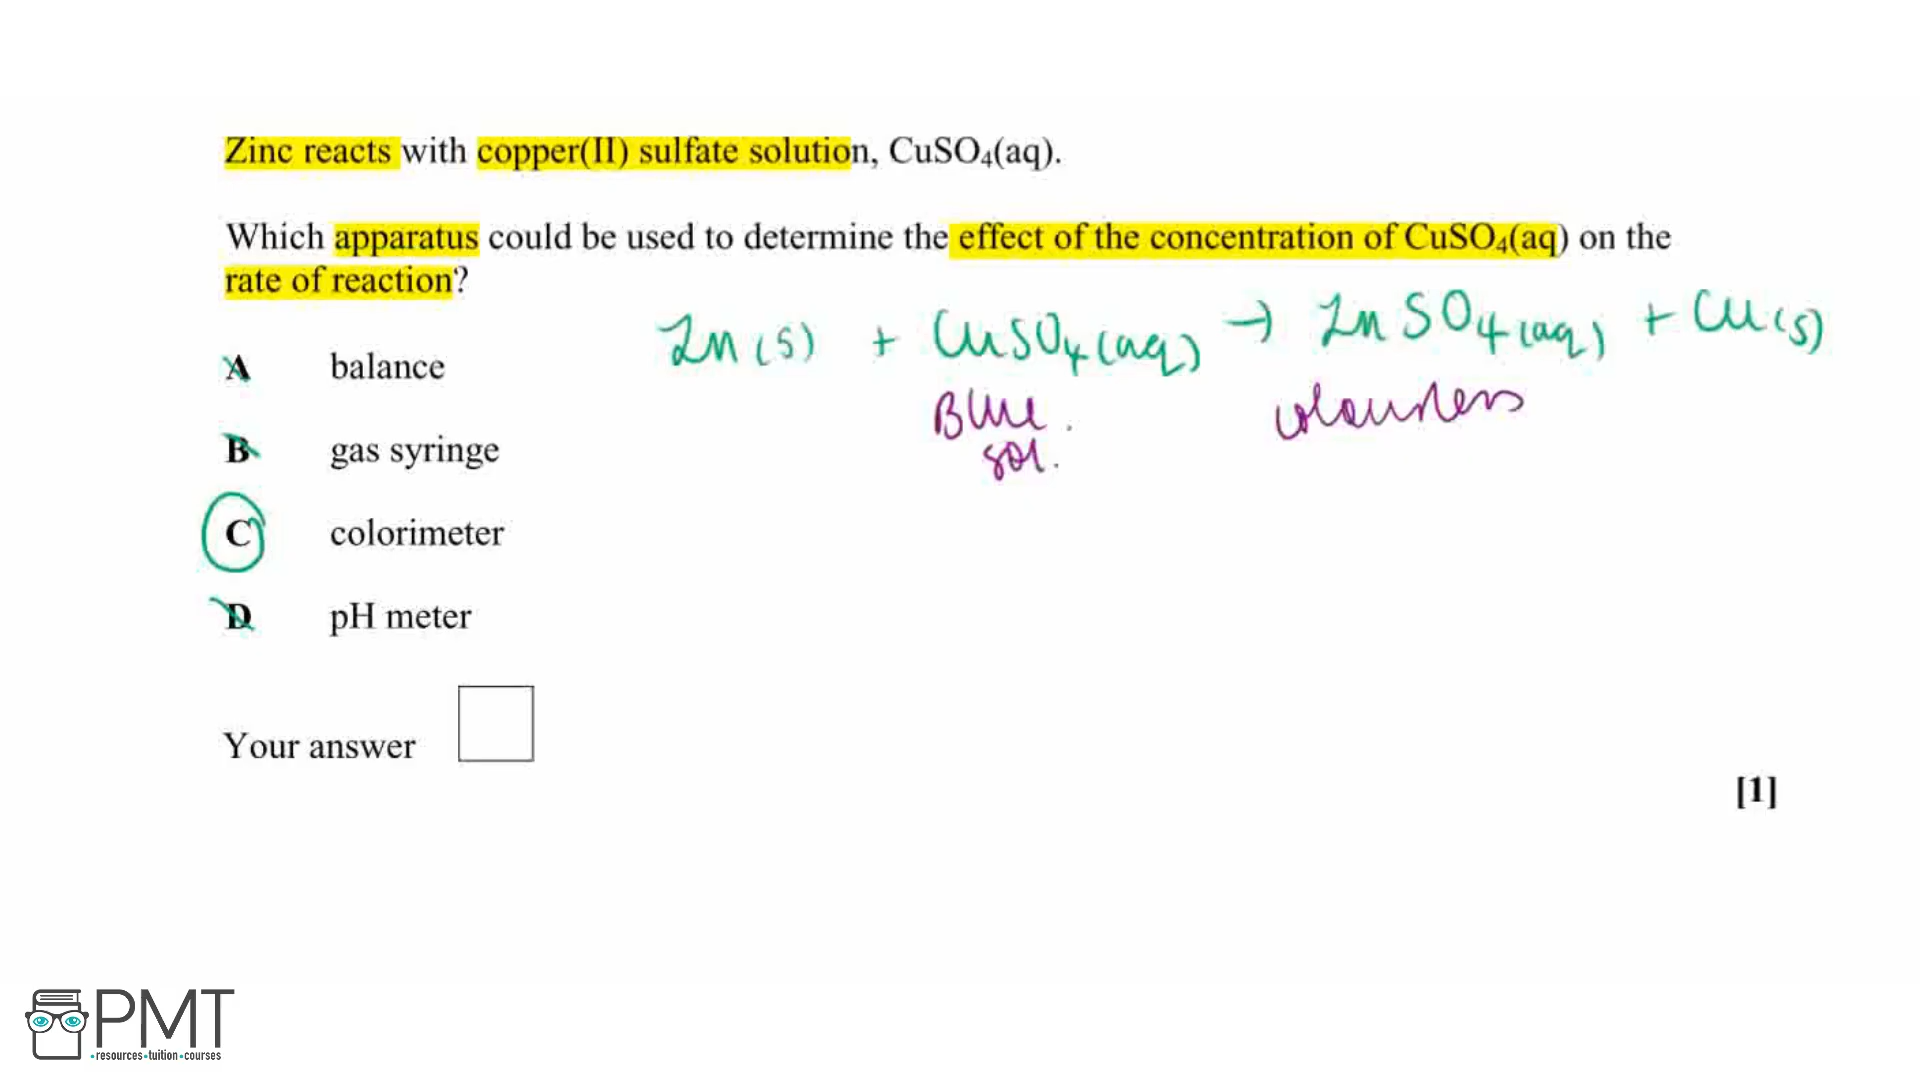 Zinc reacts with copper(II) sulfate solution, CuSO₄(aq).
Which apparatus could be used to determine the effect of the concentration of CuSO₄(aq) on the
rate of reaction?
Zn(s) + CuSO₄(aq) → ZnSO₄(aq) + Cu(s)
Blue sol.
colourless
A balance
B gas syringe
C colorimeter
D pH meter
Your answer
[1]
PMT
resources•tuition•courses